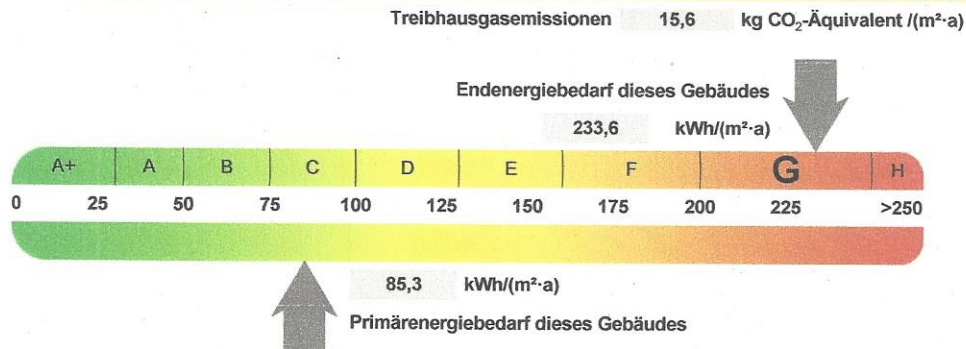 Treibhausgasemissionen 15,6 kg CO₂-Äquivalent /(m²·a)
Endenergiebedarf dieses Gebäudes
233,6 kWh/(m²·a)
A+ A B C D E F G H
0 25 50 75 100 125 150 175 200 225 >250
85,3 kWh/(m²·a)
Primärenergiebedarf dieses Gebäudes